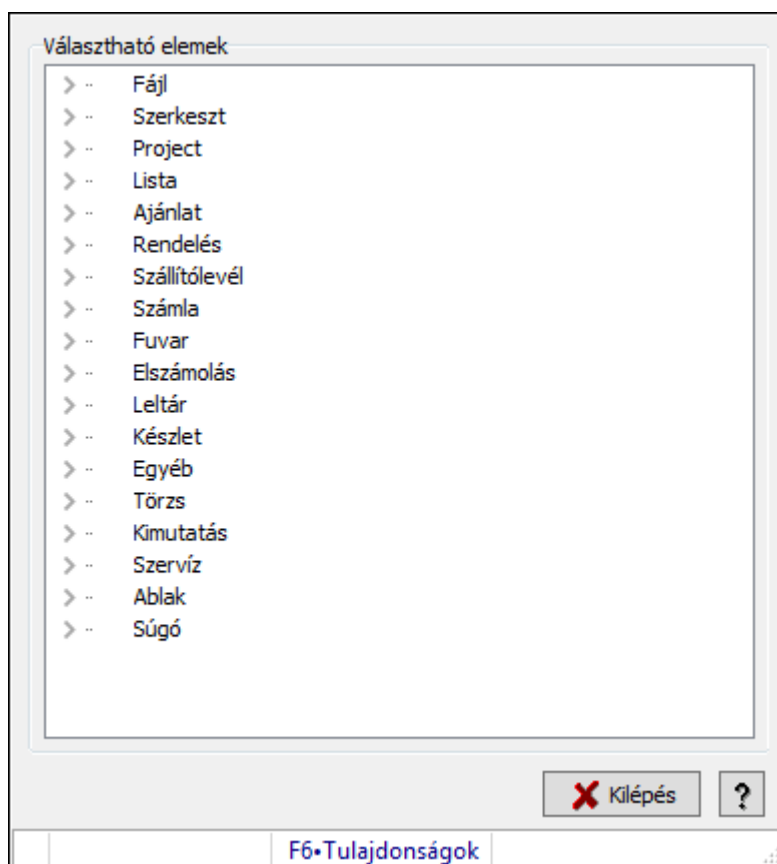 Választható elemek
Fájl
Szerkeszt
Project
Lista
Ajánlat
Rendelés
Szállítólevél
Számla
Fuvar
Elszámolás
Leltár
Készlet
Egyéb
Törzs
Kimutatás
Szervíz
Ablak
Súgó
Kilépés ?
F6•Tulajdonságok